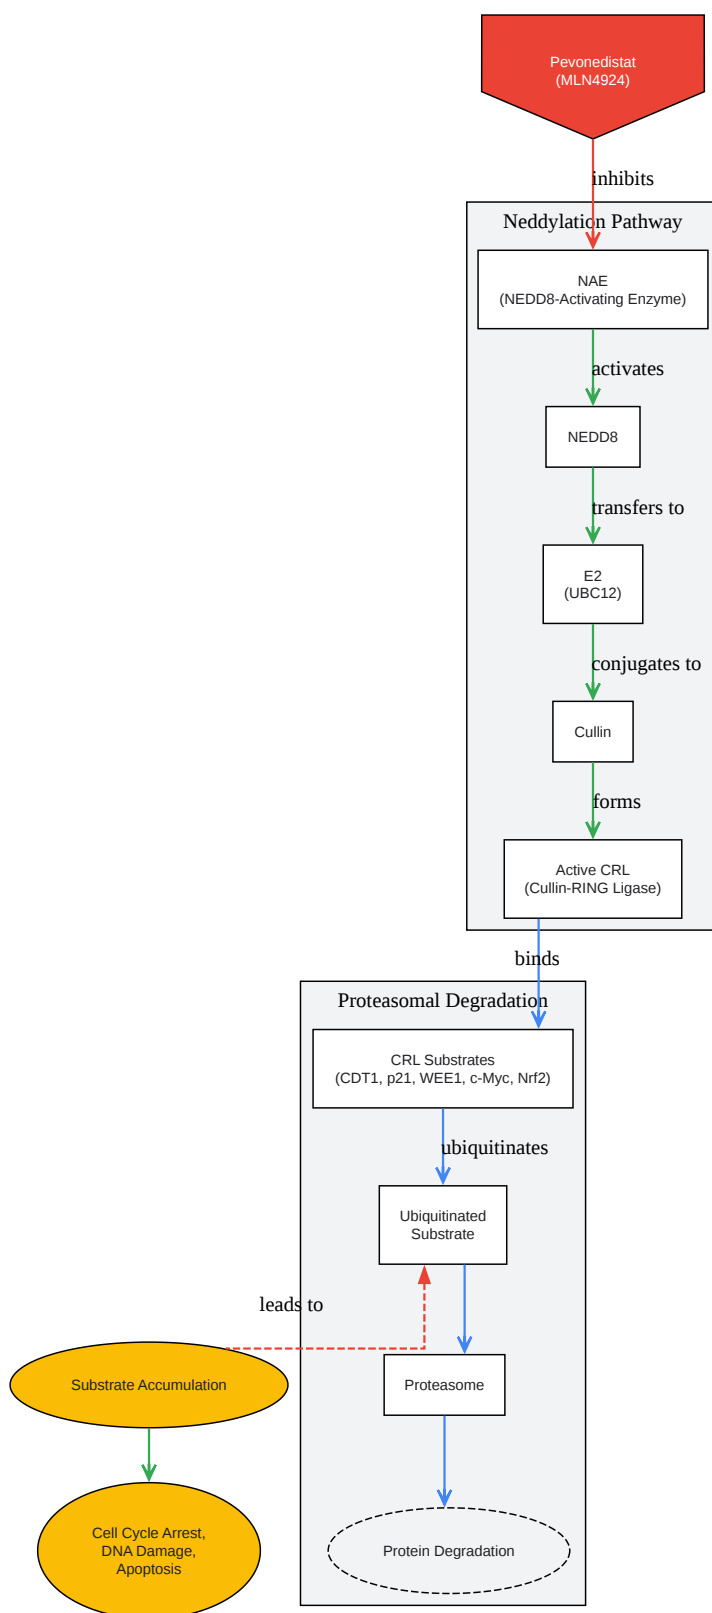 Pevonedistat
(MLN4924)
inhibits
Neddylation Pathway
NAE
(NEDD8-Activating Enzyme)
activates
NEDD8
transfers to
E2
(UBC12)
conjugates to
Cullin
forms
Active CRL
(Cullin-RING Ligase)
binds
Proteasomal Degradation
CRL Substrates
(CDT1, p21, WEE1, c-Myc, Nrf2)
ubiquitinates
Ubiquitinated
Substrate
leads to
Substrate Accumulation
Proteasome
Cell Cycle Arrest,
DNA Damage,
Apoptosis
Protein Degradation